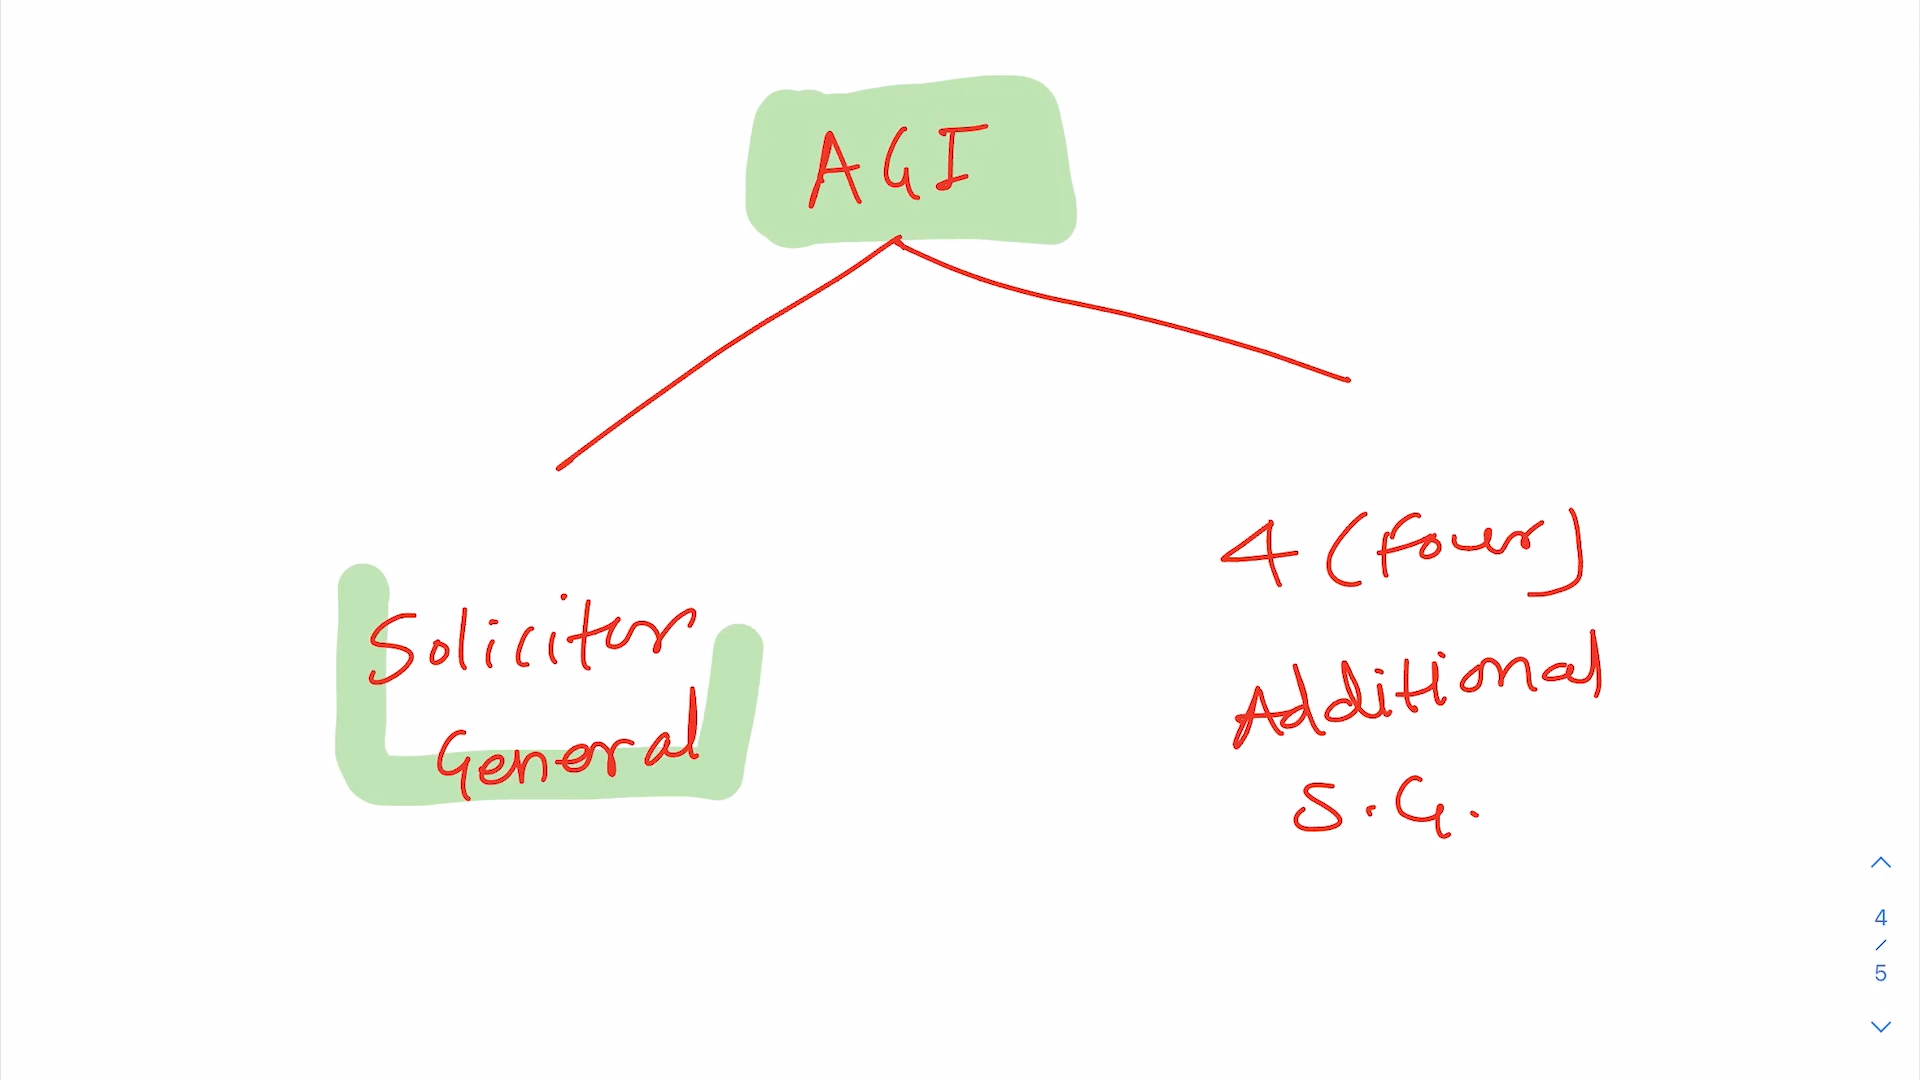 AGI
Solicitor
General
4 (four)
Additional
S.G.
4
/
5